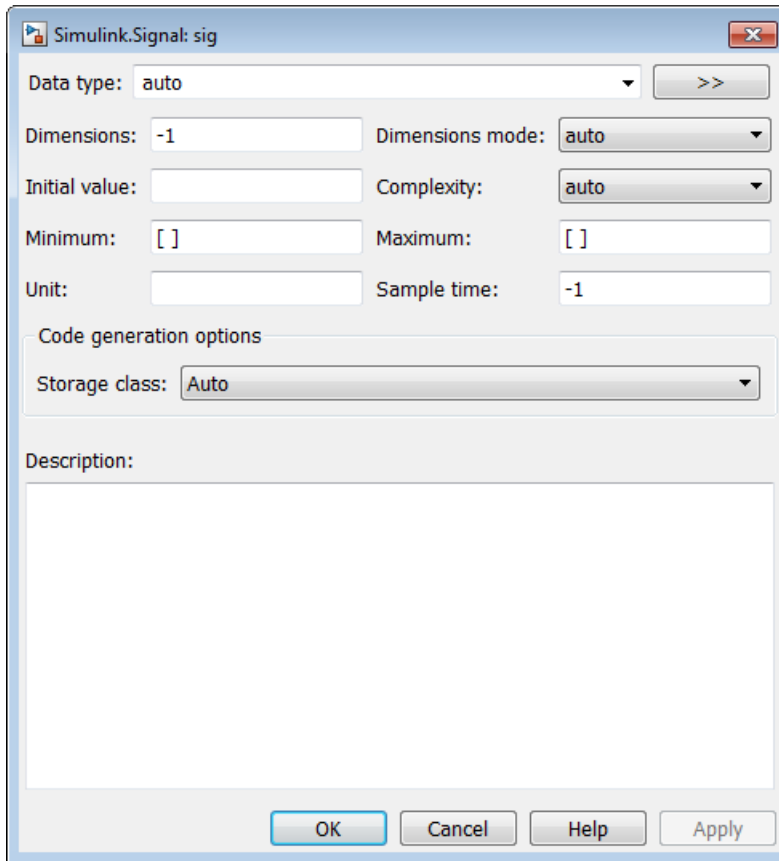 Simulink.Signal: sig
Data type: auto >>
Dimensions: -1 Dimensions mode: auto
Initial value: Complexity: auto
Minimum: [ ] Maximum: [ ]
Unit: Sample time: -1
Code generation options
Storage class: Auto
Description:
OK Cancel Help Apply